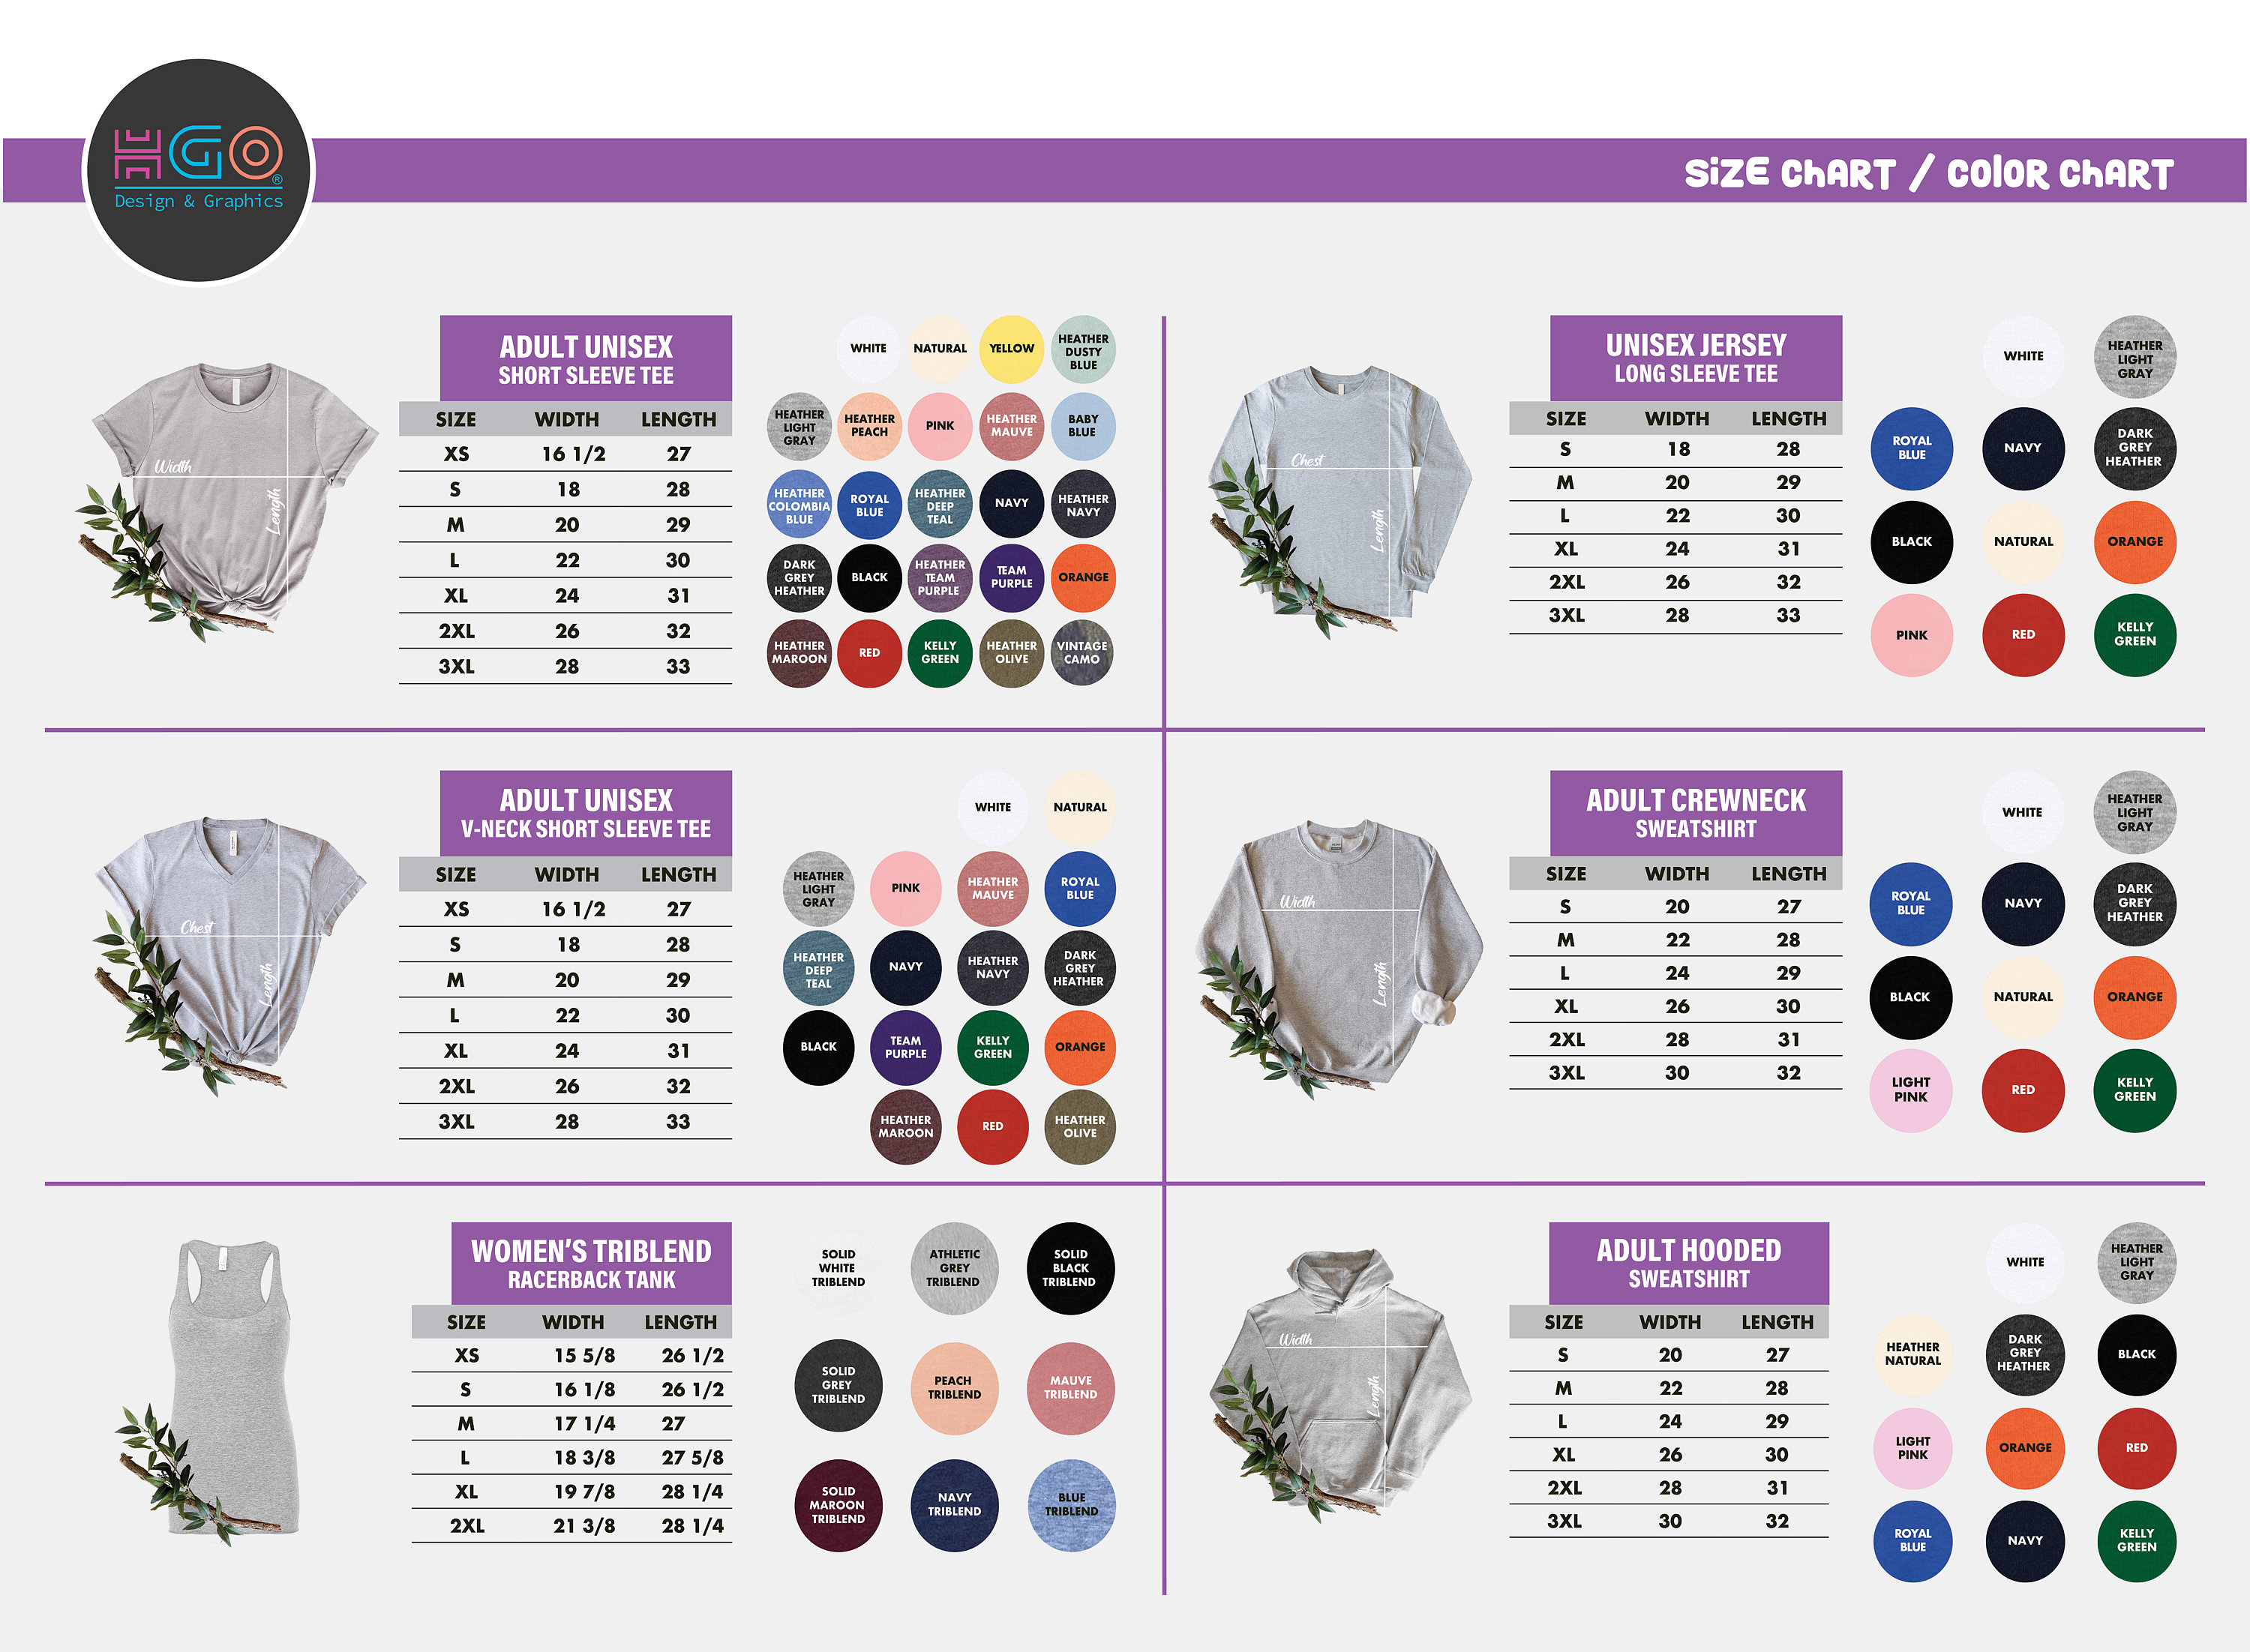 HGO®
Design & Graphics
SiZE ChART / COlOR ChART
ADULT UNISEX
SHORT SLEEVE TEE
SIZE WIDTH LENGTH
XS 16 1/2 27
S 18 28
M 20 29
L 22 30
XL 24 31
2XL 26 32
3XL 28 33
Width
Length
WHITE
NATURAL
YELLOW
HEATHER
DUSTY
BLUE
HEATHER
LIGHT
GRAY
HEATHER
PEACH
PINK
HEATHER
MAUVE
BABY
BLUE
HEATHER
COLOMBIA
BLUE
ROYAL
BLUE
HEATHER
DEEP
TEAL
NAVY
HEATHER
NAVY
DARK
GREY
HEATHER
BLACK
HEATHER
TEAM
PURPLE
TEAM
PURPLE
ORANGE
HEATHER
MAROON
RED
KELLY
GREEN
HEATHER
OLIVE
VINTAGE
CAMO
UNISEX JERSEY
LONG SLEEVE TEE
SIZE WIDTH LENGTH
S 18 28
M 20 29
L 22 30
XL 24 31
2XL 26 32
3XL 28 33
Chest
Length
WHITE
HEATHER
LIGHT
GRAY
ROYAL
BLUE
NAVY
DARK
GREY
HEATHER
BLACK
NATURAL
ORANGE
PINK
RED
KELLY
GREEN
ADULT UNISEX
V-NECK SHORT SLEEVE TEE
SIZE WIDTH LENGTH
XS 16 1/2 27
S 18 28
M 20 29
L 22 30
XL 24 31
2XL 26 32
3XL 28 33
Chest
Length
WHITE
NATURAL
HEATHER
LIGHT
GRAY
PINK
HEATHER
MAUVE
ROYAL
BLUE
HEATHER
DEEP
TEAL
NAVY
HEATHER
NAVY
DARK
GREY
HEATHER
BLACK
TEAM
PURPLE
KELLY
GREEN
ORANGE
HEATHER
MAROON
RED
HEATHER
OLIVE
ADULT CREWNECK
SWEATSHIRT
SIZE WIDTH LENGTH
S 20 27
M 22 28
L 24 29
XL 26 30
2XL 28 31
3XL 30 32
Width
Length
WHITE
HEATHER
LIGHT
GRAY
ROYAL
BLUE
NAVY
DARK
GREY
HEATHER
BLACK
NATURAL
ORANGE
LIGHT
PINK
RED
KELLY
GREEN
WOMEN'S TRIBLEND
RACERBACK TANK
SIZE WIDTH LENGTH
XS 15 5/8 26 1/2
S 16 1/8 26 1/2
M 17 1/4 27
L 18 3/8 27 5/8
XL 19 7/8 28 1/4
2XL 21 3/8 28 1/4
SOLID
WHITE
TRIBLEND
ATHLETIC
GREY
TRIBLEND
SOLID
BLACK
TRIBLEND
SOLID
GREY
TRIBLEND
PEACH
TRIBLEND
MAUVE
TRIBLEND
SOLID
MAROON
TRIBLEND
NAVY
TRIBLEND
BLUE
TRIBLEND
ADULT HOODED
SWEATSHIRT
SIZE WIDTH LENGTH
S 20 27
M 22 28
L 24 29
XL 26 30
2XL 28 31
3XL 30 32
Width
Length
WHITE
HEATHER
LIGHT
GRAY
HEATHER
NATURAL
DARK
GREY
HEATHER
BLACK
LIGHT
PINK
ORANGE
RED
ROYAL
BLUE
NAVY
KELLY
GREEN